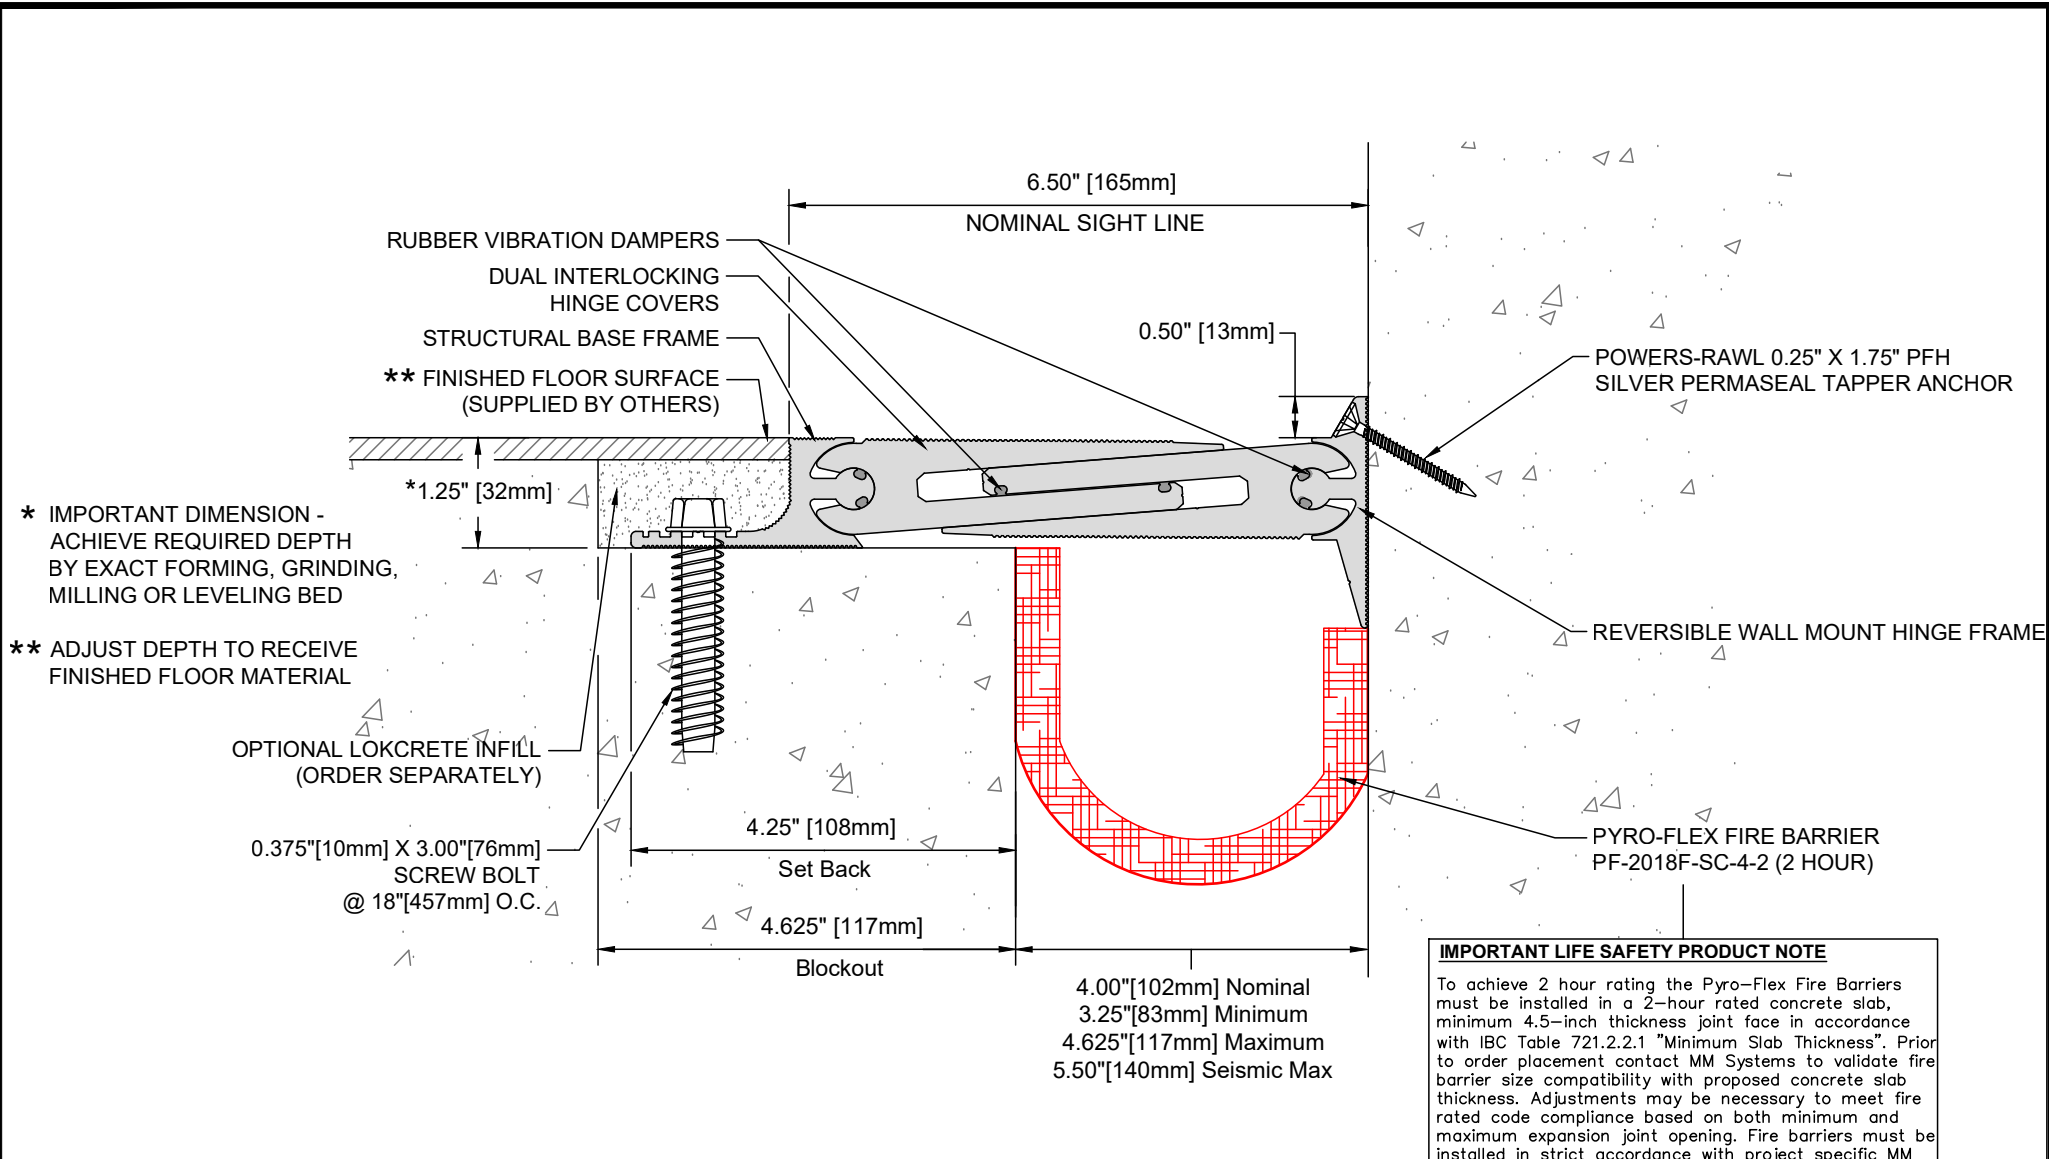 6.50" [165mm]
NOMINAL SIGHT LINE
RUBBER VIBRATION DAMPERS
DUAL INTERLOCKING
HINGE COVERS
STRUCTURAL BASE FRAME
** FINISHED FLOOR SURFACE
(SUPPLIED BY OTHERS)
0.50" [13mm]
POWERS-RAWL 0.25" X 1.75" PFH
SILVER PERMASEAL TAPPER ANCHOR
*1.25" [32mm]
* IMPORTANT DIMENSION -
ACHIEVE REQUIRED DEPTH
BY EXACT FORMING, GRINDING,
MILLING OR LEVELING BED
** ADJUST DEPTH TO RECEIVE
FINISHED FLOOR MATERIAL
REVERSIBLE WALL MOUNT HINGE FRAME
OPTIONAL LOKCRETE INFILL
(ORDER SEPARATELY)
0.375"[10mm] X 3.00"[76mm]
SCREW BOLT
@ 18"[457mm] O.C.
4.25" [108mm]
Set Back
4.625" [117mm]
Blockout
PYRO-FLEX FIRE BARRIER
PF-2018F-SC-4-2 (2 HOUR)
4.00"[102mm] Nominal
3.25"[83mm] Minimum
4.625"[117mm] Maximum
5.50"[140mm] Seismic Max
IMPORTANT LIFE SAFETY PRODUCT NOTE
To achieve 2 hour rating the Pyro-Flex Fire Barriers
must be installed in a 2-hour rated concrete slab,
minimum 4.5-inch thickness joint face in accordance
with IBC Table 721.2.2.1 "Minimum Slab Thickness". Prior
to order placement contact MM Systems to validate fire
barrier size compatibility with proposed concrete slab
thickness. Adjustments may be necessary to meet fire
rated code compliance based on both minimum and
maximum expansion joint opening. Fire barriers must be
installed in strict accordance with project specific MM